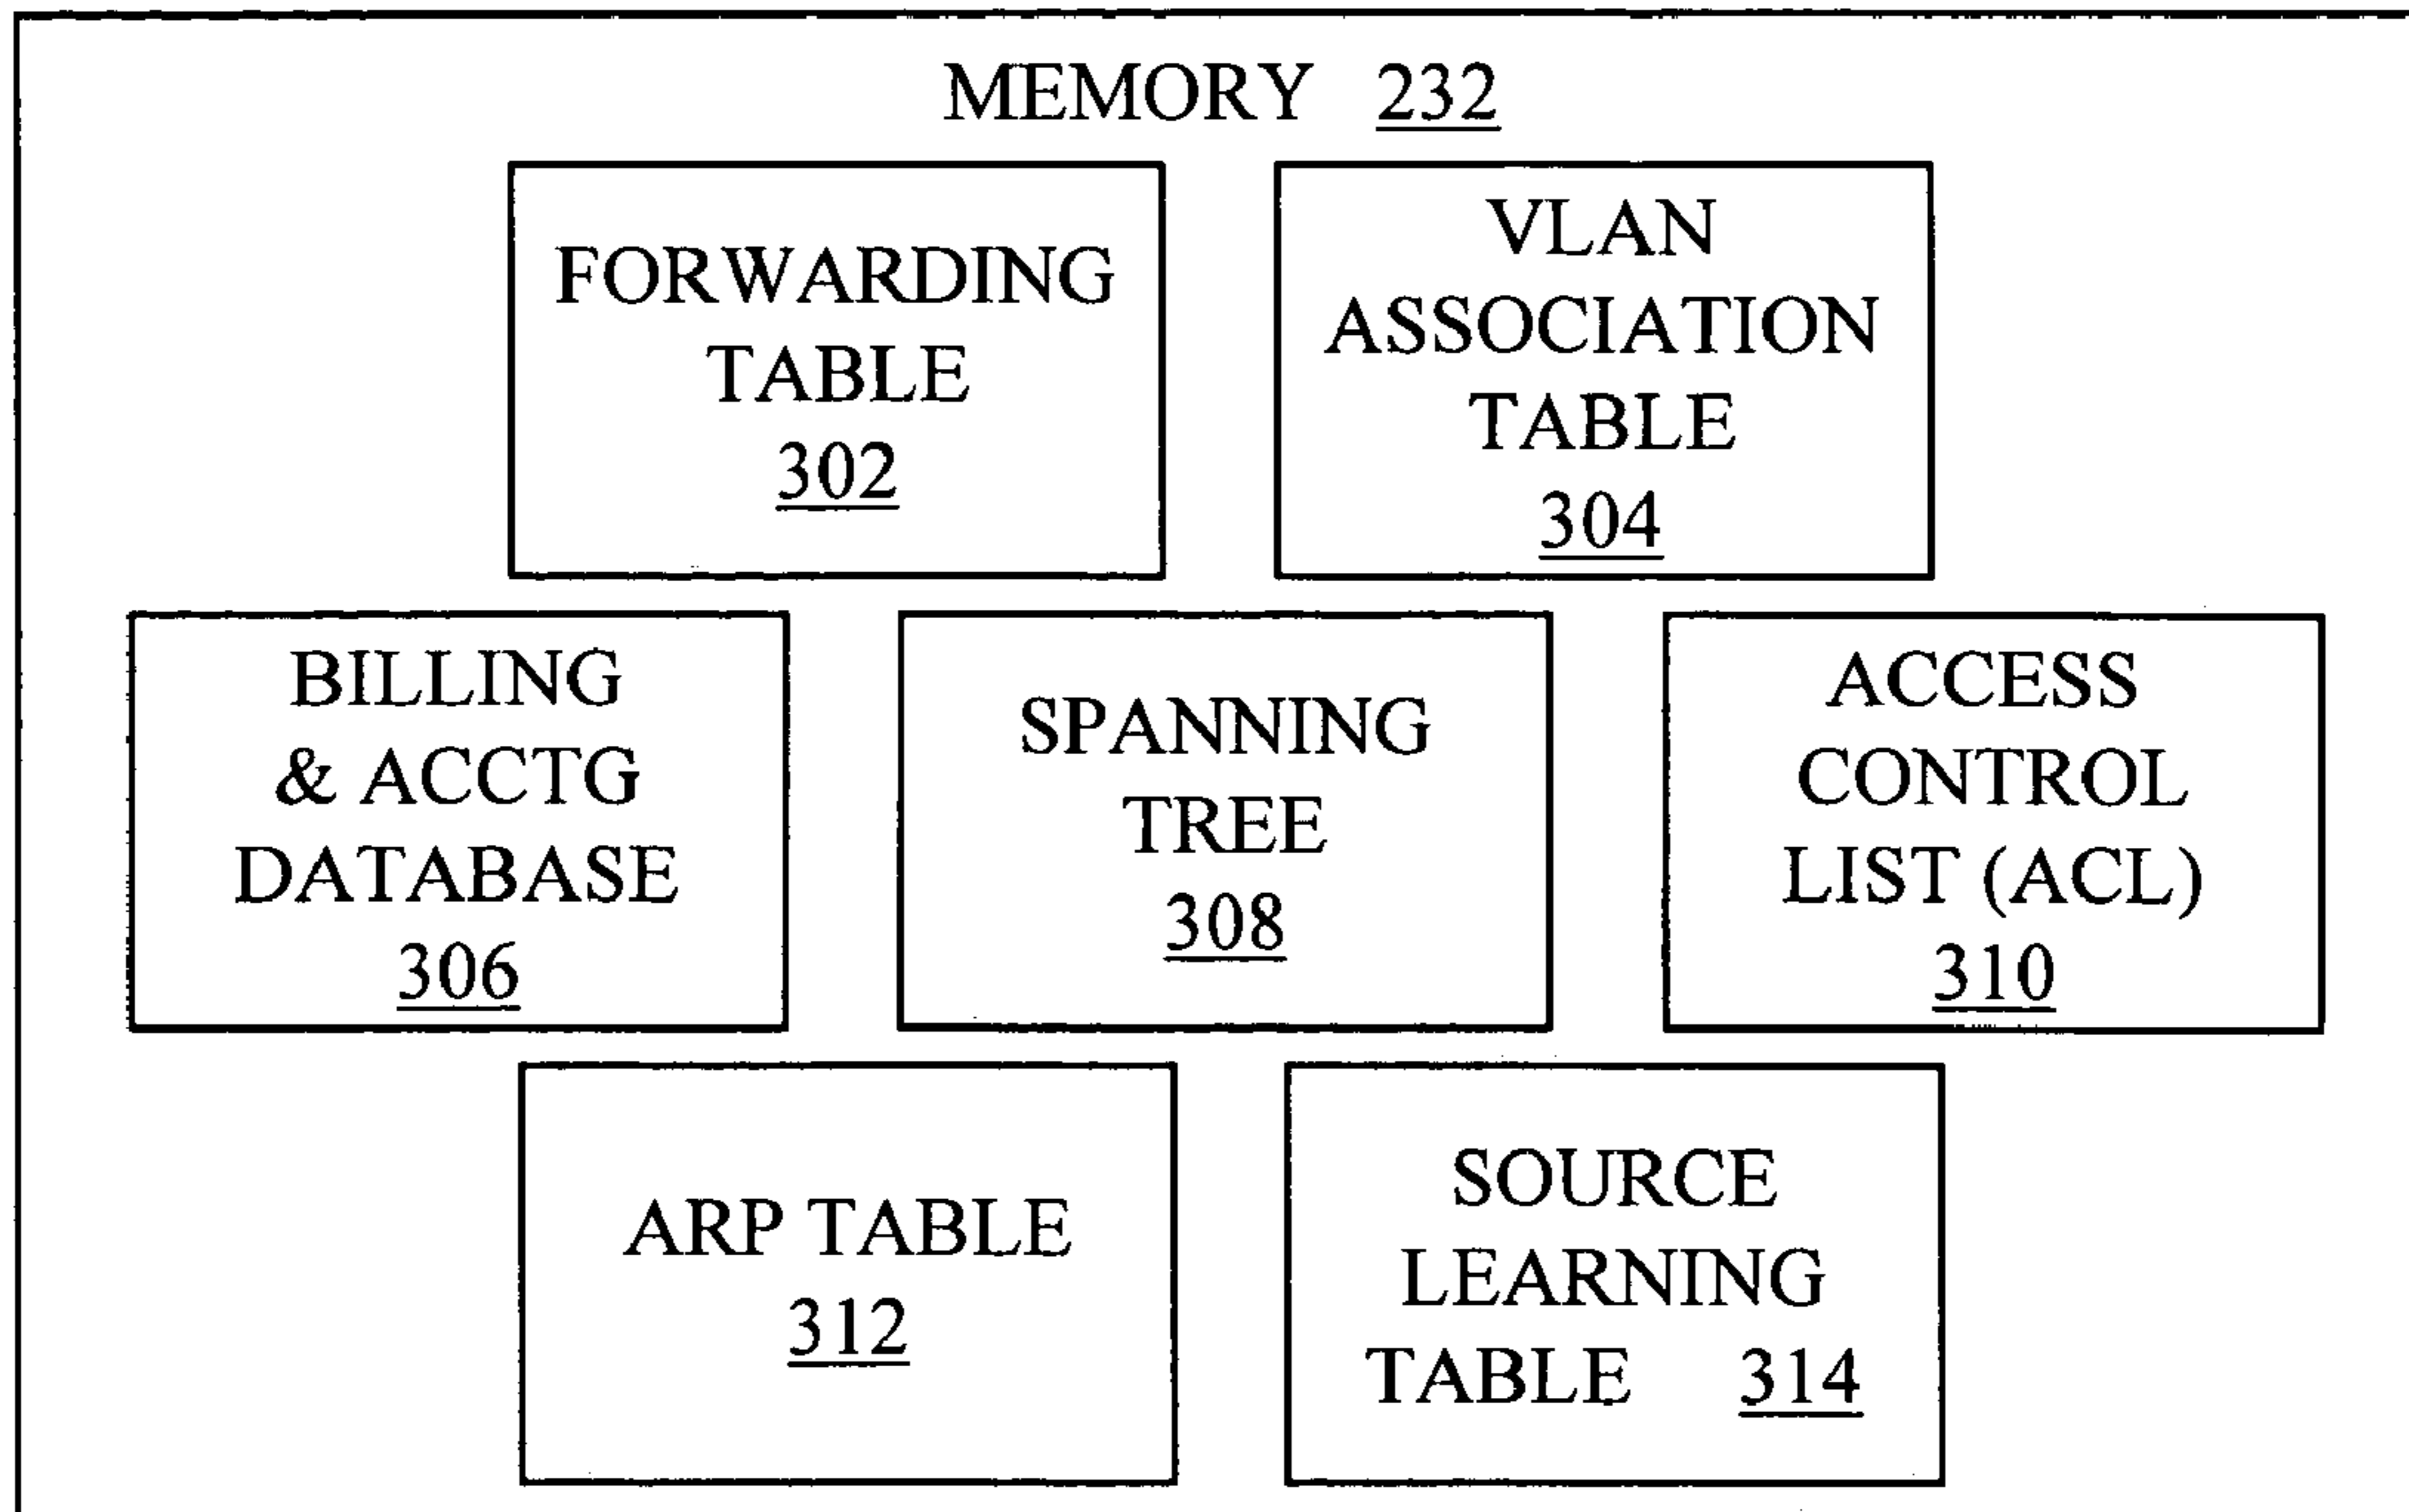 MEMORY 232
FORWARDING
TABLE
302
VLAN
ASSOCIATION
TABLE
304
BILLING
& ACCTG
DATABASE
306
SPANNING
TREE
308
ACCESS
CONTROL
LIST (ACL)
310
ARP TABLE
312
SOURCE
LEARNING
TABLE 314